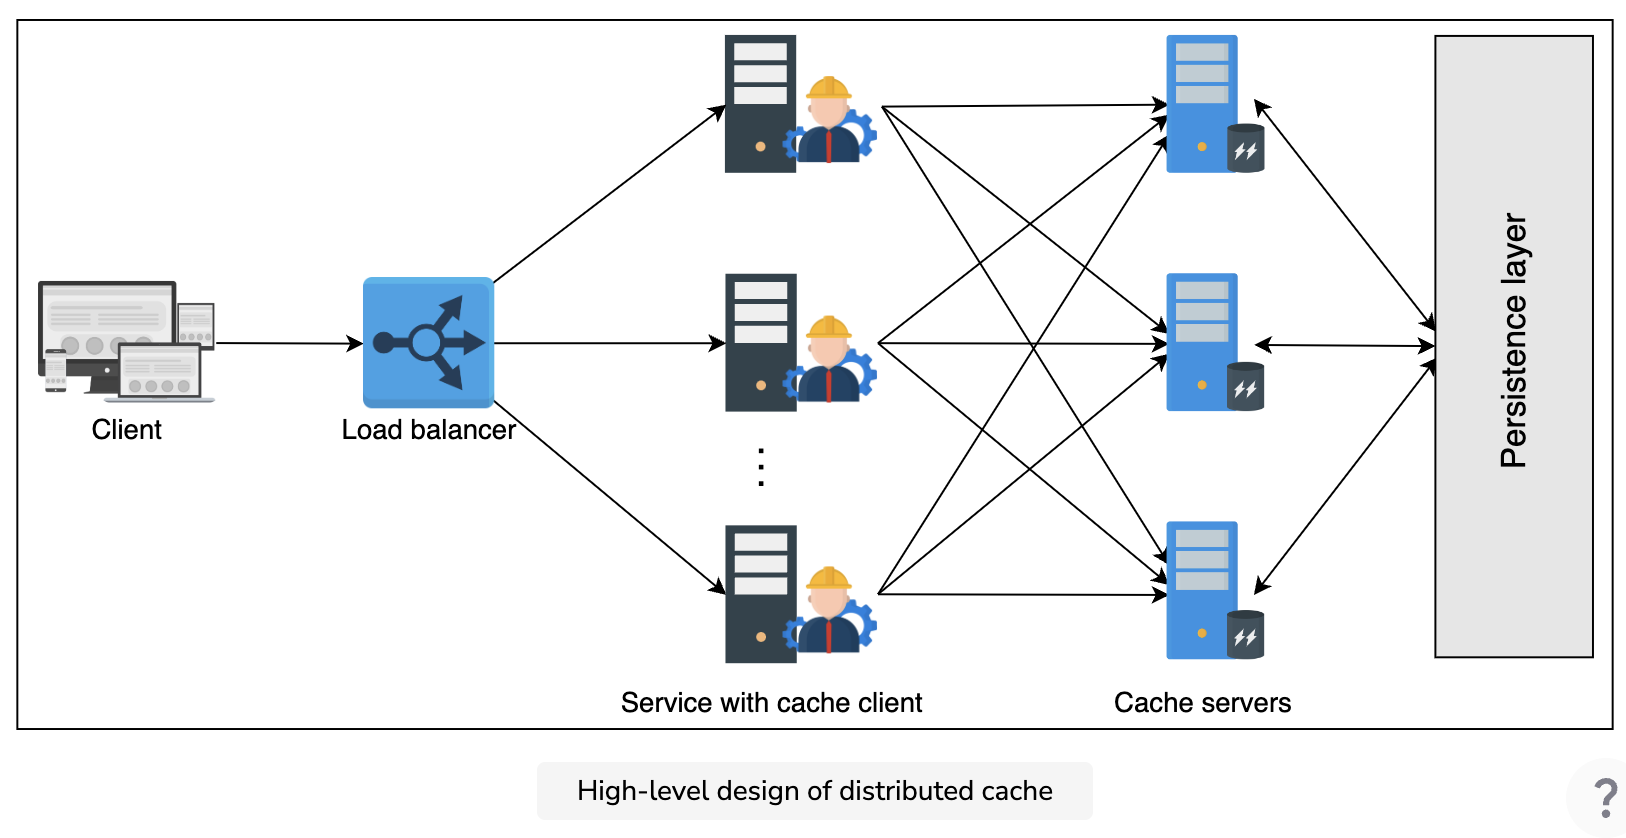 Client
Load balancer
Service with cache client
Cache servers
Persistence layer
High-level design of distributed cache
?